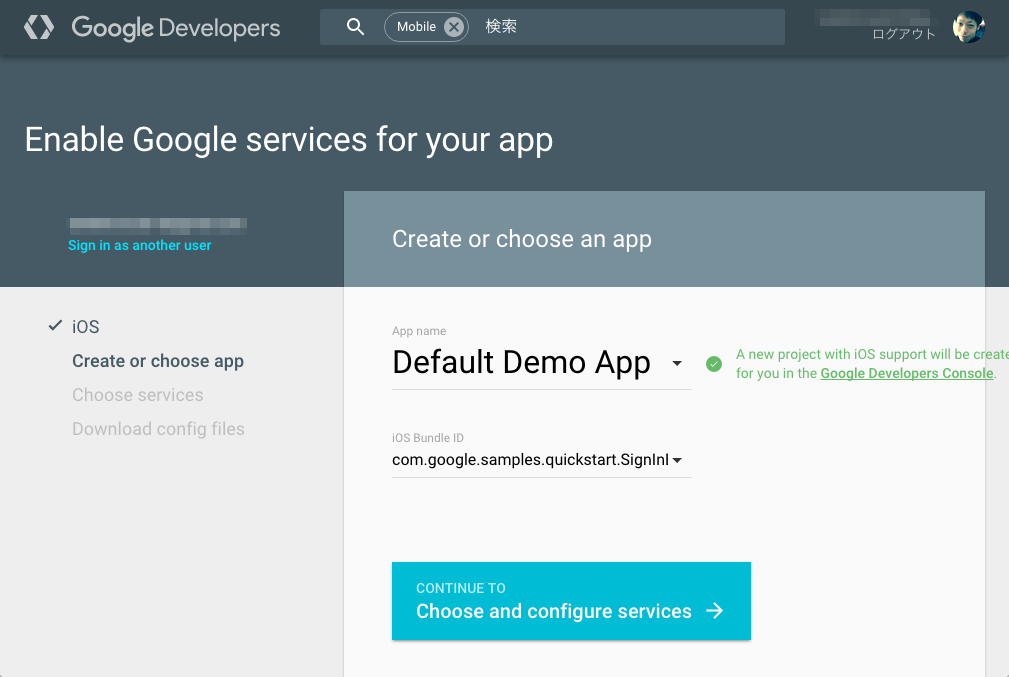 Google Developers
Mobile
検索
ログアウト
Enable Google services for your app
Sign in as another user
Create or choose an app
iOS
Create or choose app
Choose services
Download config files
App name
Default Demo App
A new project with iOS support will be create
for you in the Google Developers Console.
iOS Bundle ID
com.google.samples.quickstart.SignInI
CONTINUE TO
Choose and configure services